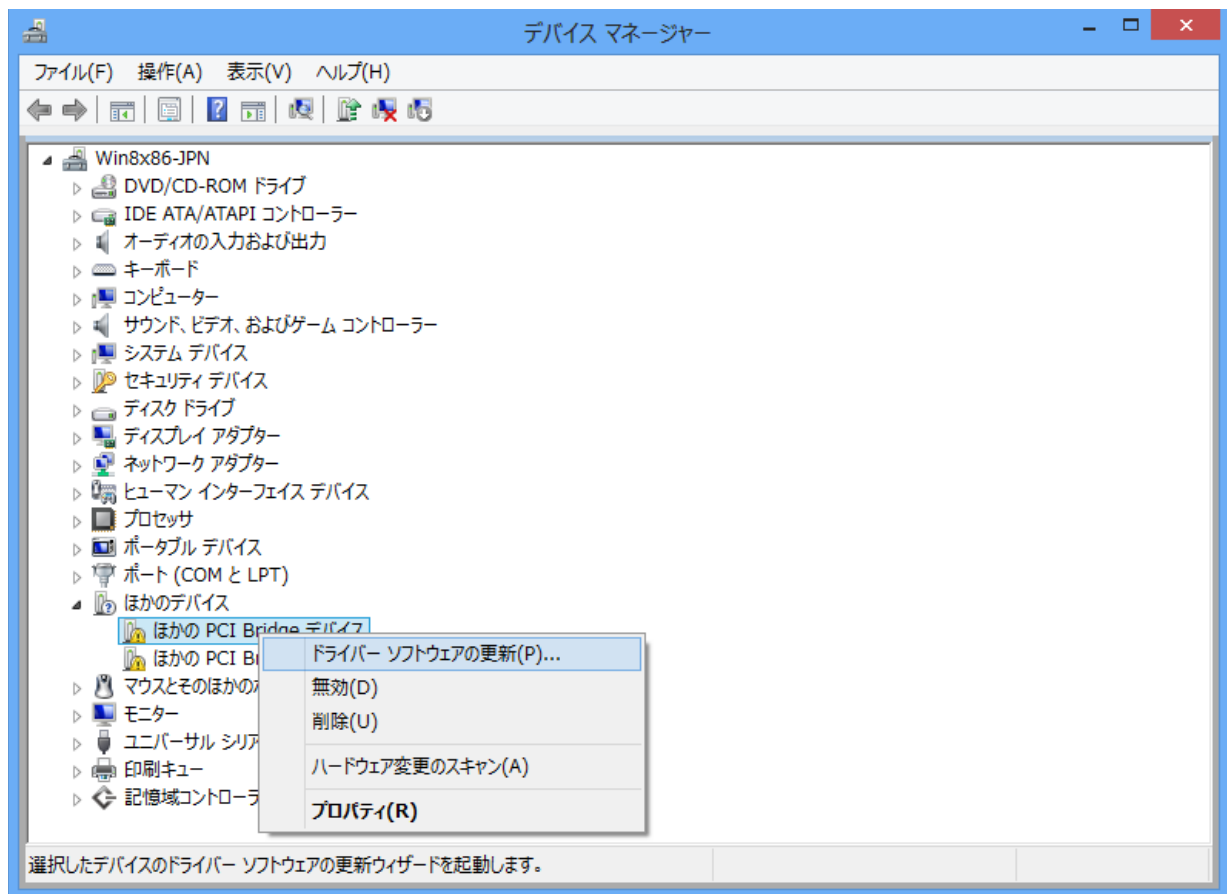 デバイス マネージャー
ファイル(F) 操作(A) 表示(V) ヘルプ(H)
Win8x86-JPN
DVD/CD-ROM ドライブ
IDE ATA/ATAPI コントローラー
オーディオの入力および出力
キーボード
コンピューター
サウンド、ビデオ、およびゲーム コントローラー
システム デバイス
セキュリティ デバイス
ディスク ドライブ
ディスプレイ アダプター
ネットワーク アダプター
ヒューマン インターフェイス デバイス
プロセッサ
ポータブル デバイス
ポート (COM と LPT)
ほかのデバイス
ほかの PCI Bridge デバイス
ほかの PCI
マウスとそのほかの
モニター
ユニバーサル シリア
印刷キュー
記憶域コントローラ
ドライバー ソフトウェアの更新(P)...
無効(D)
削除(U)
ハードウェア変更のスキャン(A)
プロパティ(R)
選択したデバイスのドライバー ソフトウェアの更新ウィザードを起動します。